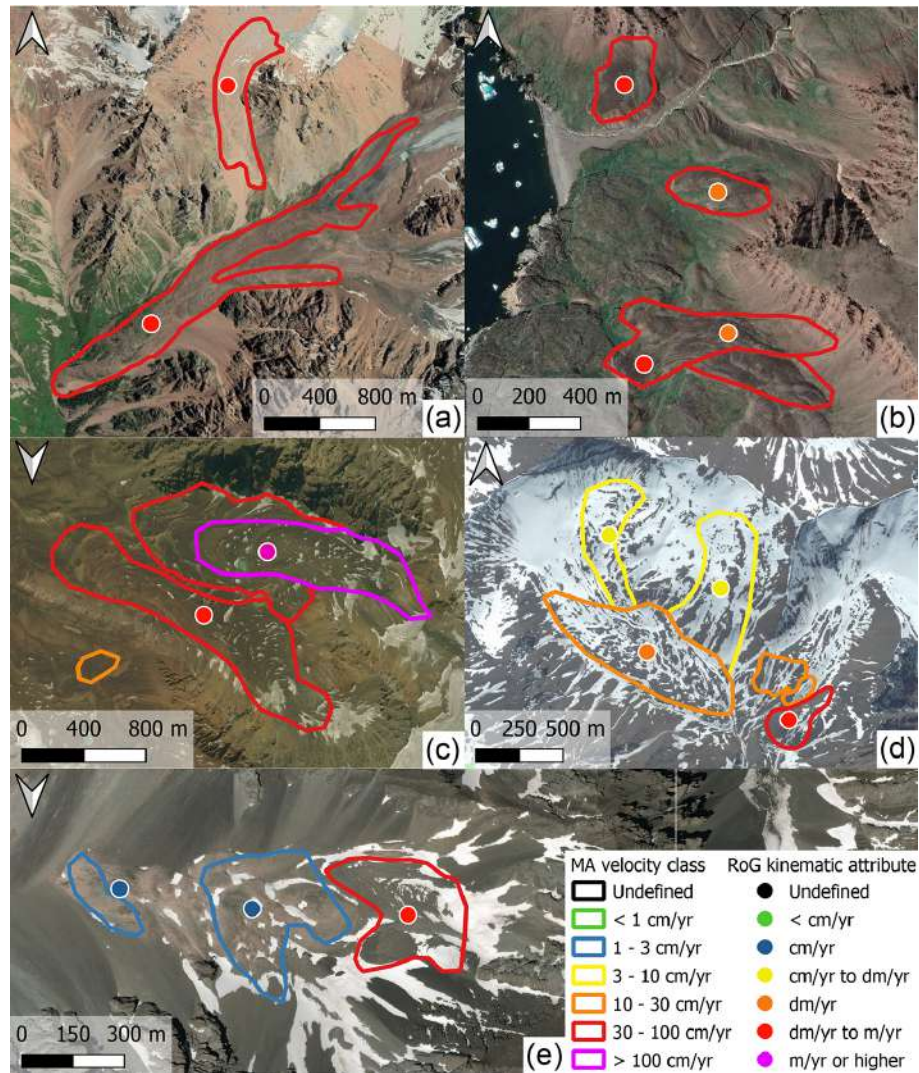 0 400 800 m
(a)
0 200 400 m
(b)
0 400 800 m
(c)
0 250 500 m
(d)
0 150 300 m
(e)
MA velocity class RoG kinematic attribute
Undefined Undefined
< 1 cm/yr < cm/yr
1 - 3 cm/yr cm/yr
3 - 10 cm/yr cm/yr to dm/yr
10 - 30 cm/yr dm/yr
30 - 100 cm/yr dm/yr to m/yr
> 100 cm/yr m/yr or higher